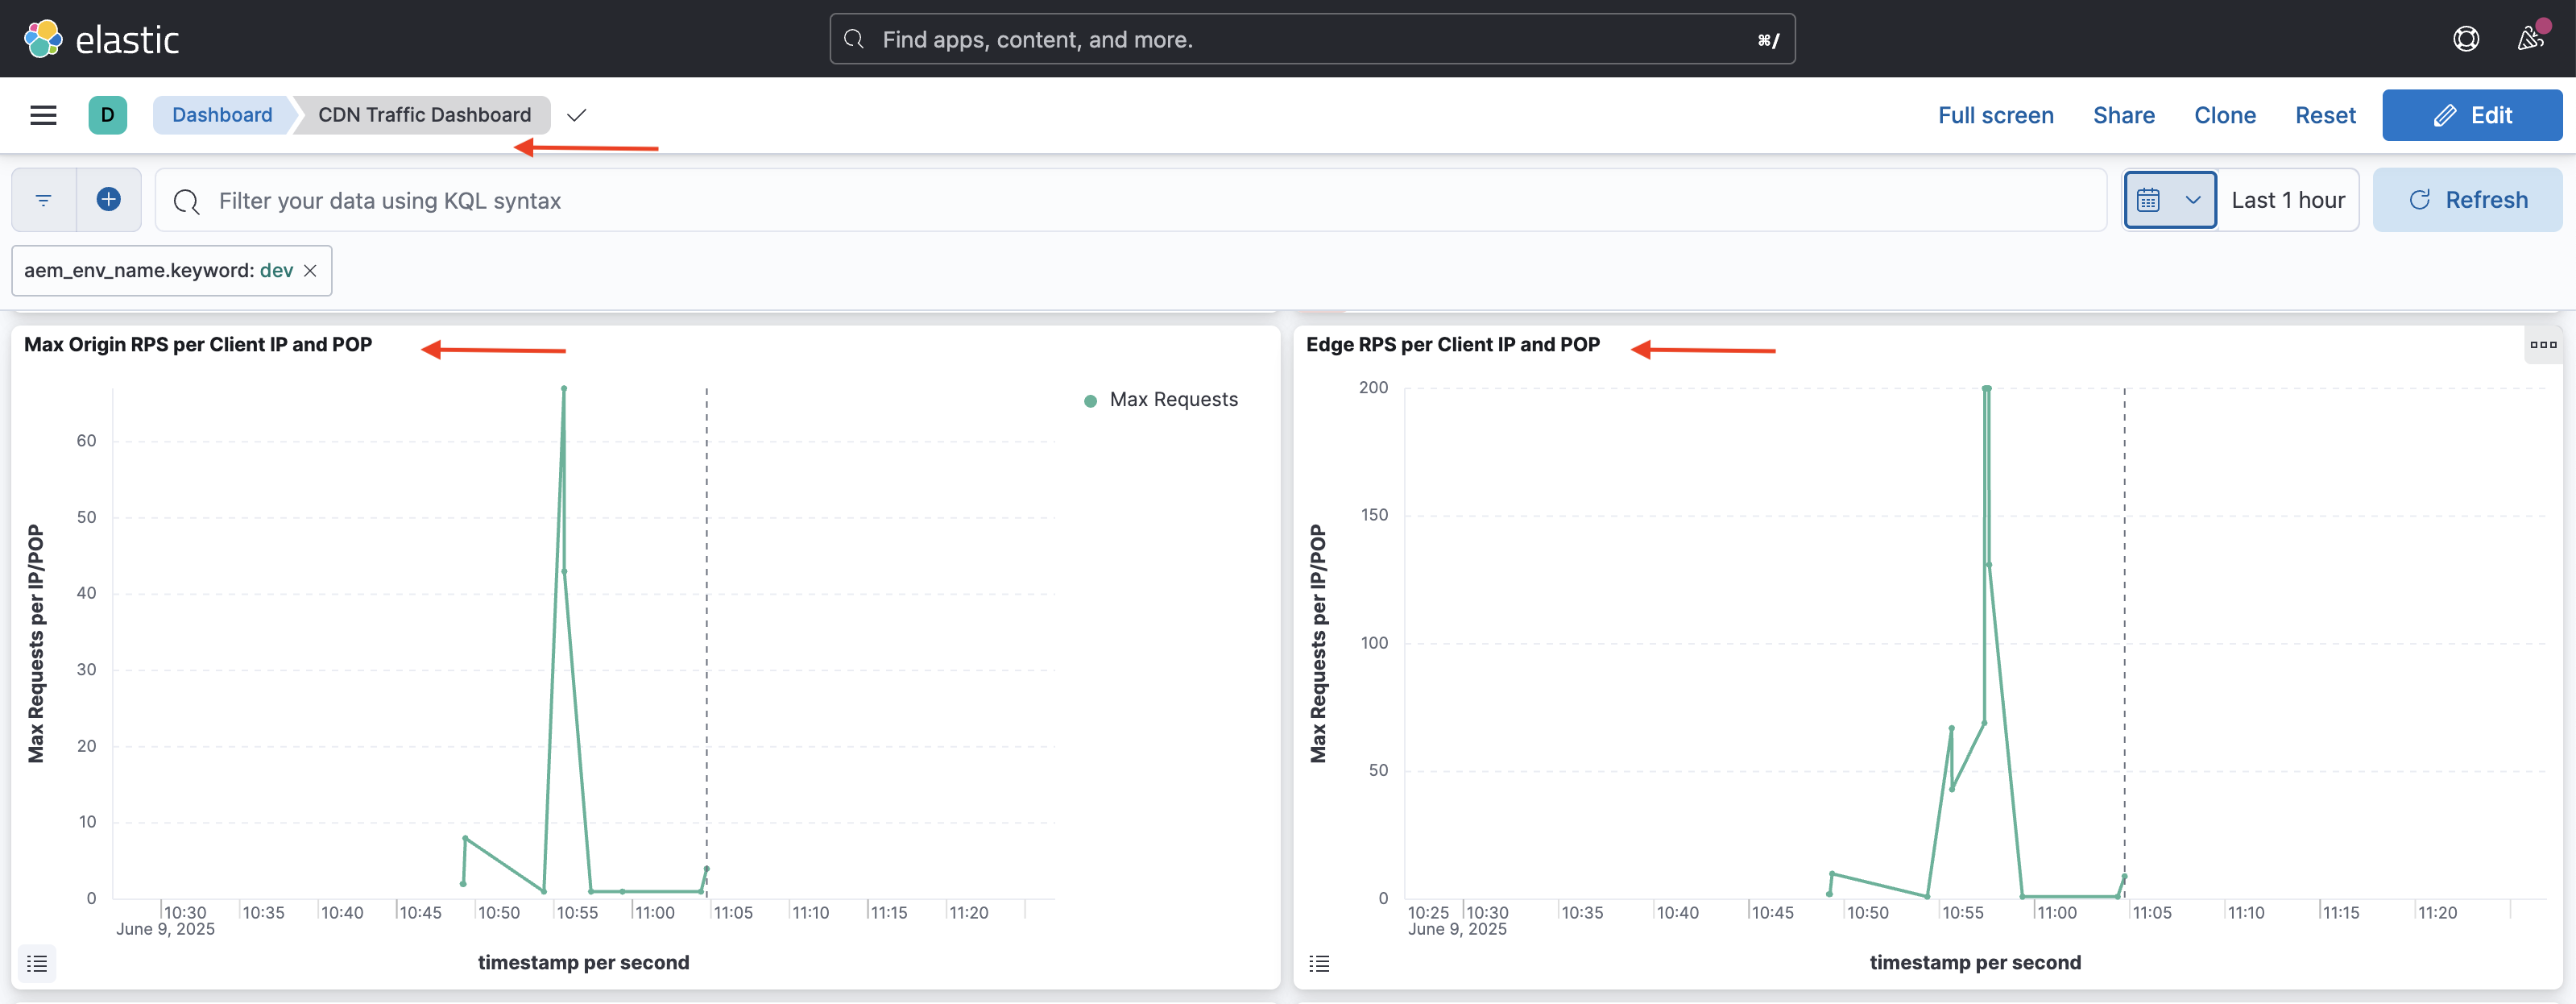 elastic
Find apps, content, and more.
⌘/
D
Dashboard
CDN Traffic Dashboard
Full screen
Share
Clone
Reset
Edit
Filter your data using KQL syntax
Last 1 hour
Refresh
aem_env_name.keyword: dev
Max Origin RPS per Client IP and POP
Max Requests
Max Requests per IP/POP
60
50
40
30
20
10
0
10:30
10:35
10:40
10:45
10:50
10:55
11:00
11:05
11:10
11:15
11:20
June 9, 2025
timestamp per second
Edge RPS per Client IP and POP
Max Requests per IP/POP
200
150
100
50
0
10:25
10:30
10:35
10:40
10:45
10:50
10:55
11:00
11:05
11:10
11:15
11:20
June 9, 2025
timestamp per second